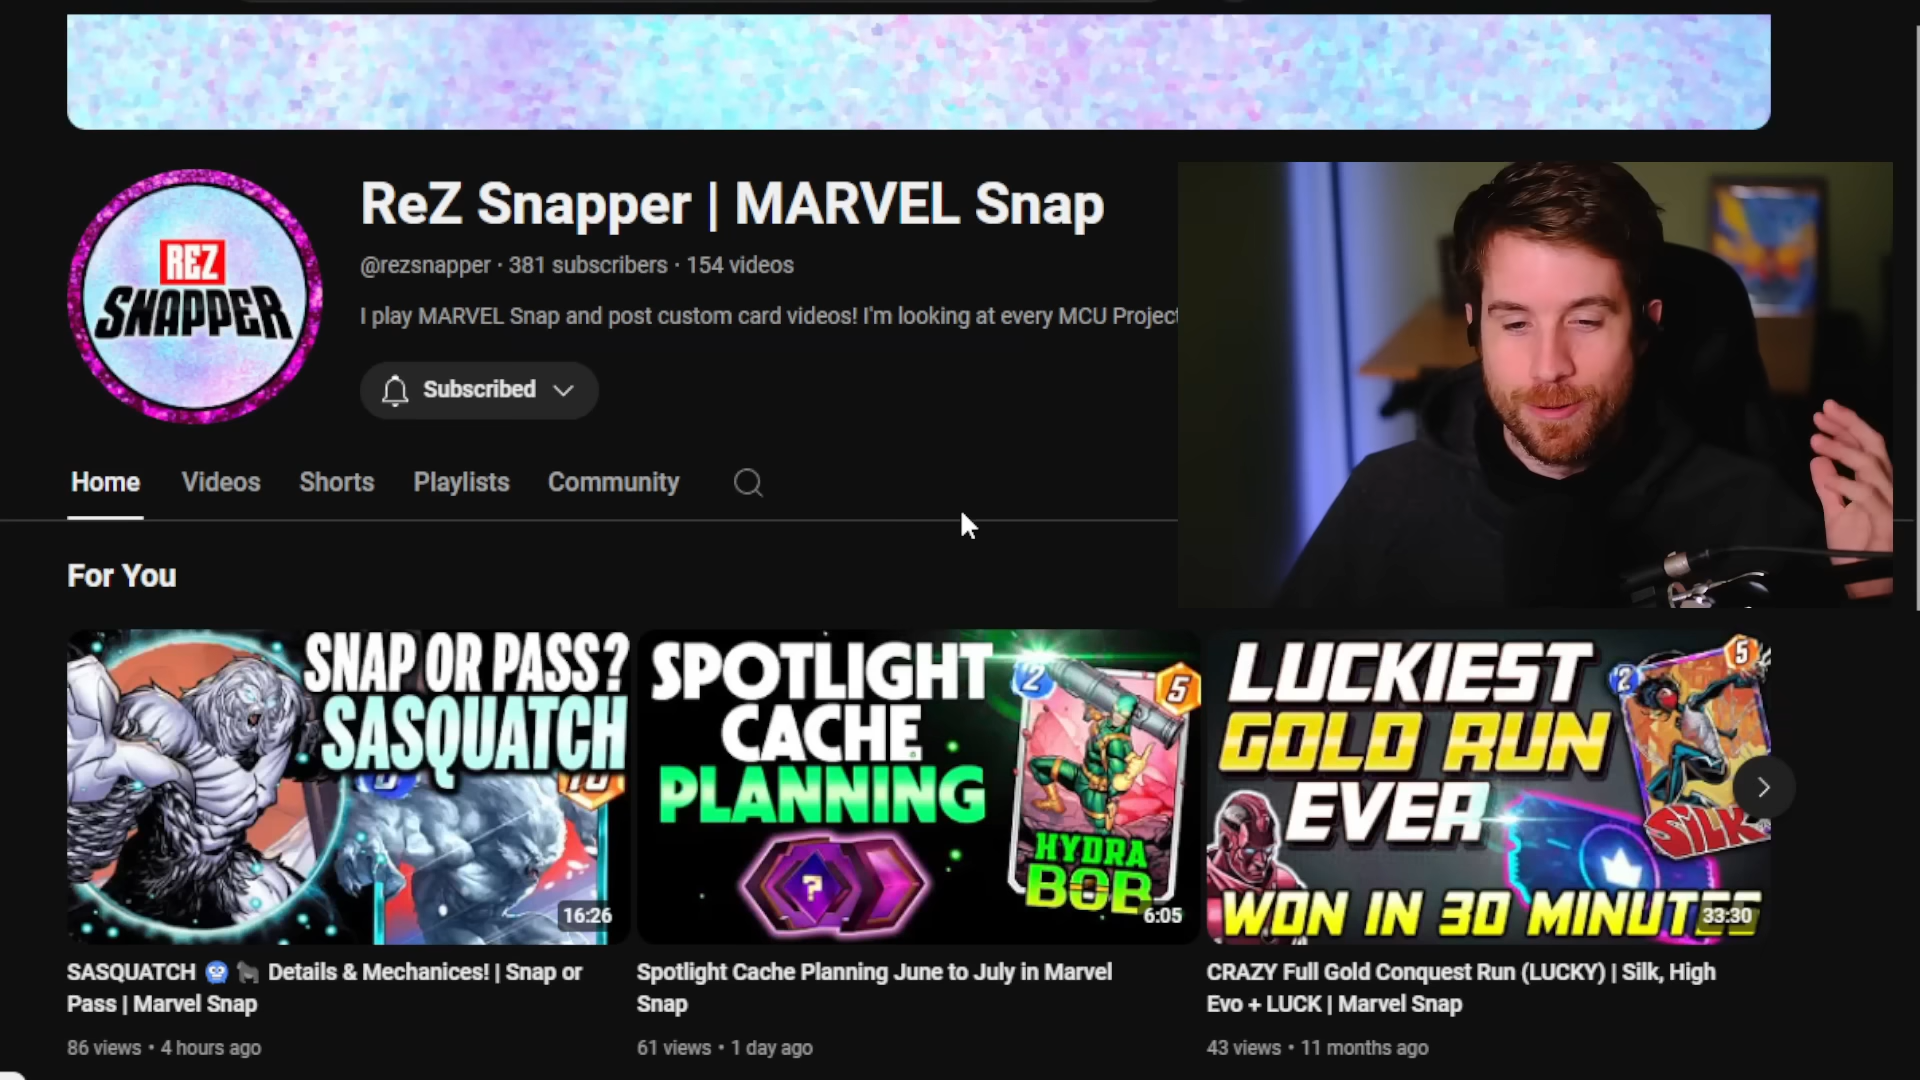 ReZ Snapper | MARVEL Snap
@rezsnapper · 381 subscribers · 154 videos
I play MARVEL Snap and post custom card videos! I'm looking at every MCU Project
REZ
SNAPPER
Subscribed
Home Videos Shorts Playlists Community
For You
SNAP OR PASS?
SASQUATCH
16:26
SPOTLIGHT
CACHE
PLANNING
2
5
?
HYDRA
BOB
6:05
LUCKIEST
GOLD RUN
EVER
2
5
SILK
WON IN 30 MINUTES
33:30
SASQUATCH 🥶 🦍 Details & Mechanices! | Snap or
Pass | Marvel Snap
86 views • 4 hours ago
Spotlight Cache Planning June to July in Marvel
Snap
61 views • 1 day ago
CRAZY Full Gold Conquest Run (LUCKY) | Silk, High
Evo + LUCK | Marvel Snap
43 views • 11 months ago